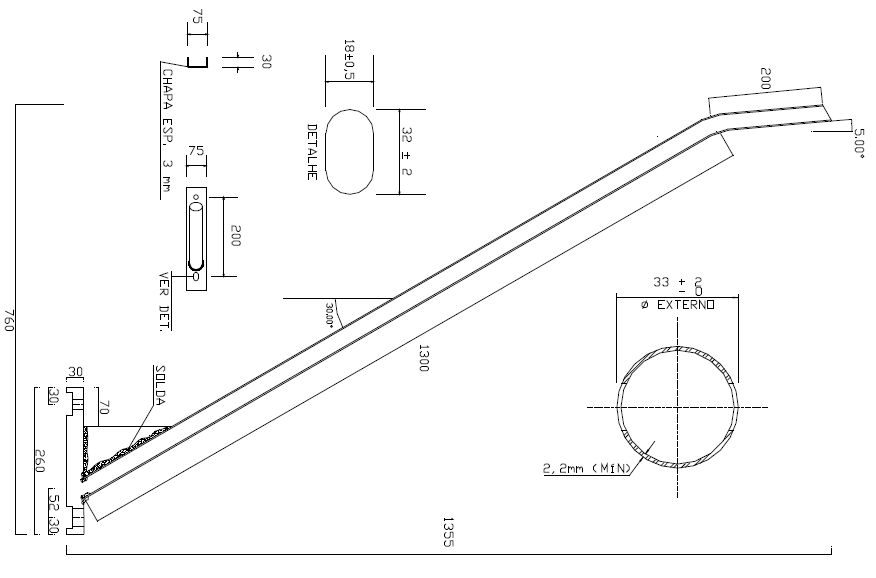 75
30
CHAPA ESP. 3 mm
18±0,5
32 ± 2
DETALHE
200
5.00°
75
200
VER DET.
760
30.00°
1300
33 + 2
- 0
Ø EXTERNO
2,2mm (MÍN)
SOLDA
30
30
70
260
52
30
1355